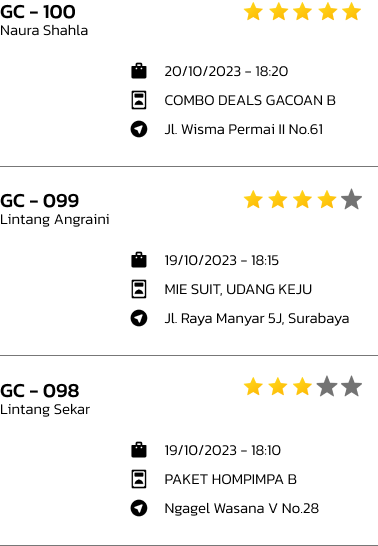 GC - 100
Naura Shahla
20/10/2023 - 18:20
COMBO DEALS GACOAN B
Jl. Wisma Permai II No.61
GC - 099
Lintang Angraini
19/10/2023 - 18:15
MIE SUIT, UDANG KEJU
Jl. Raya Manyar 5J, Surabaya
GC - 098
Lintang Sekar
19/10/2023 - 18:10
PAKET HOMPIMPA B
Ngagel Wasana V No.28